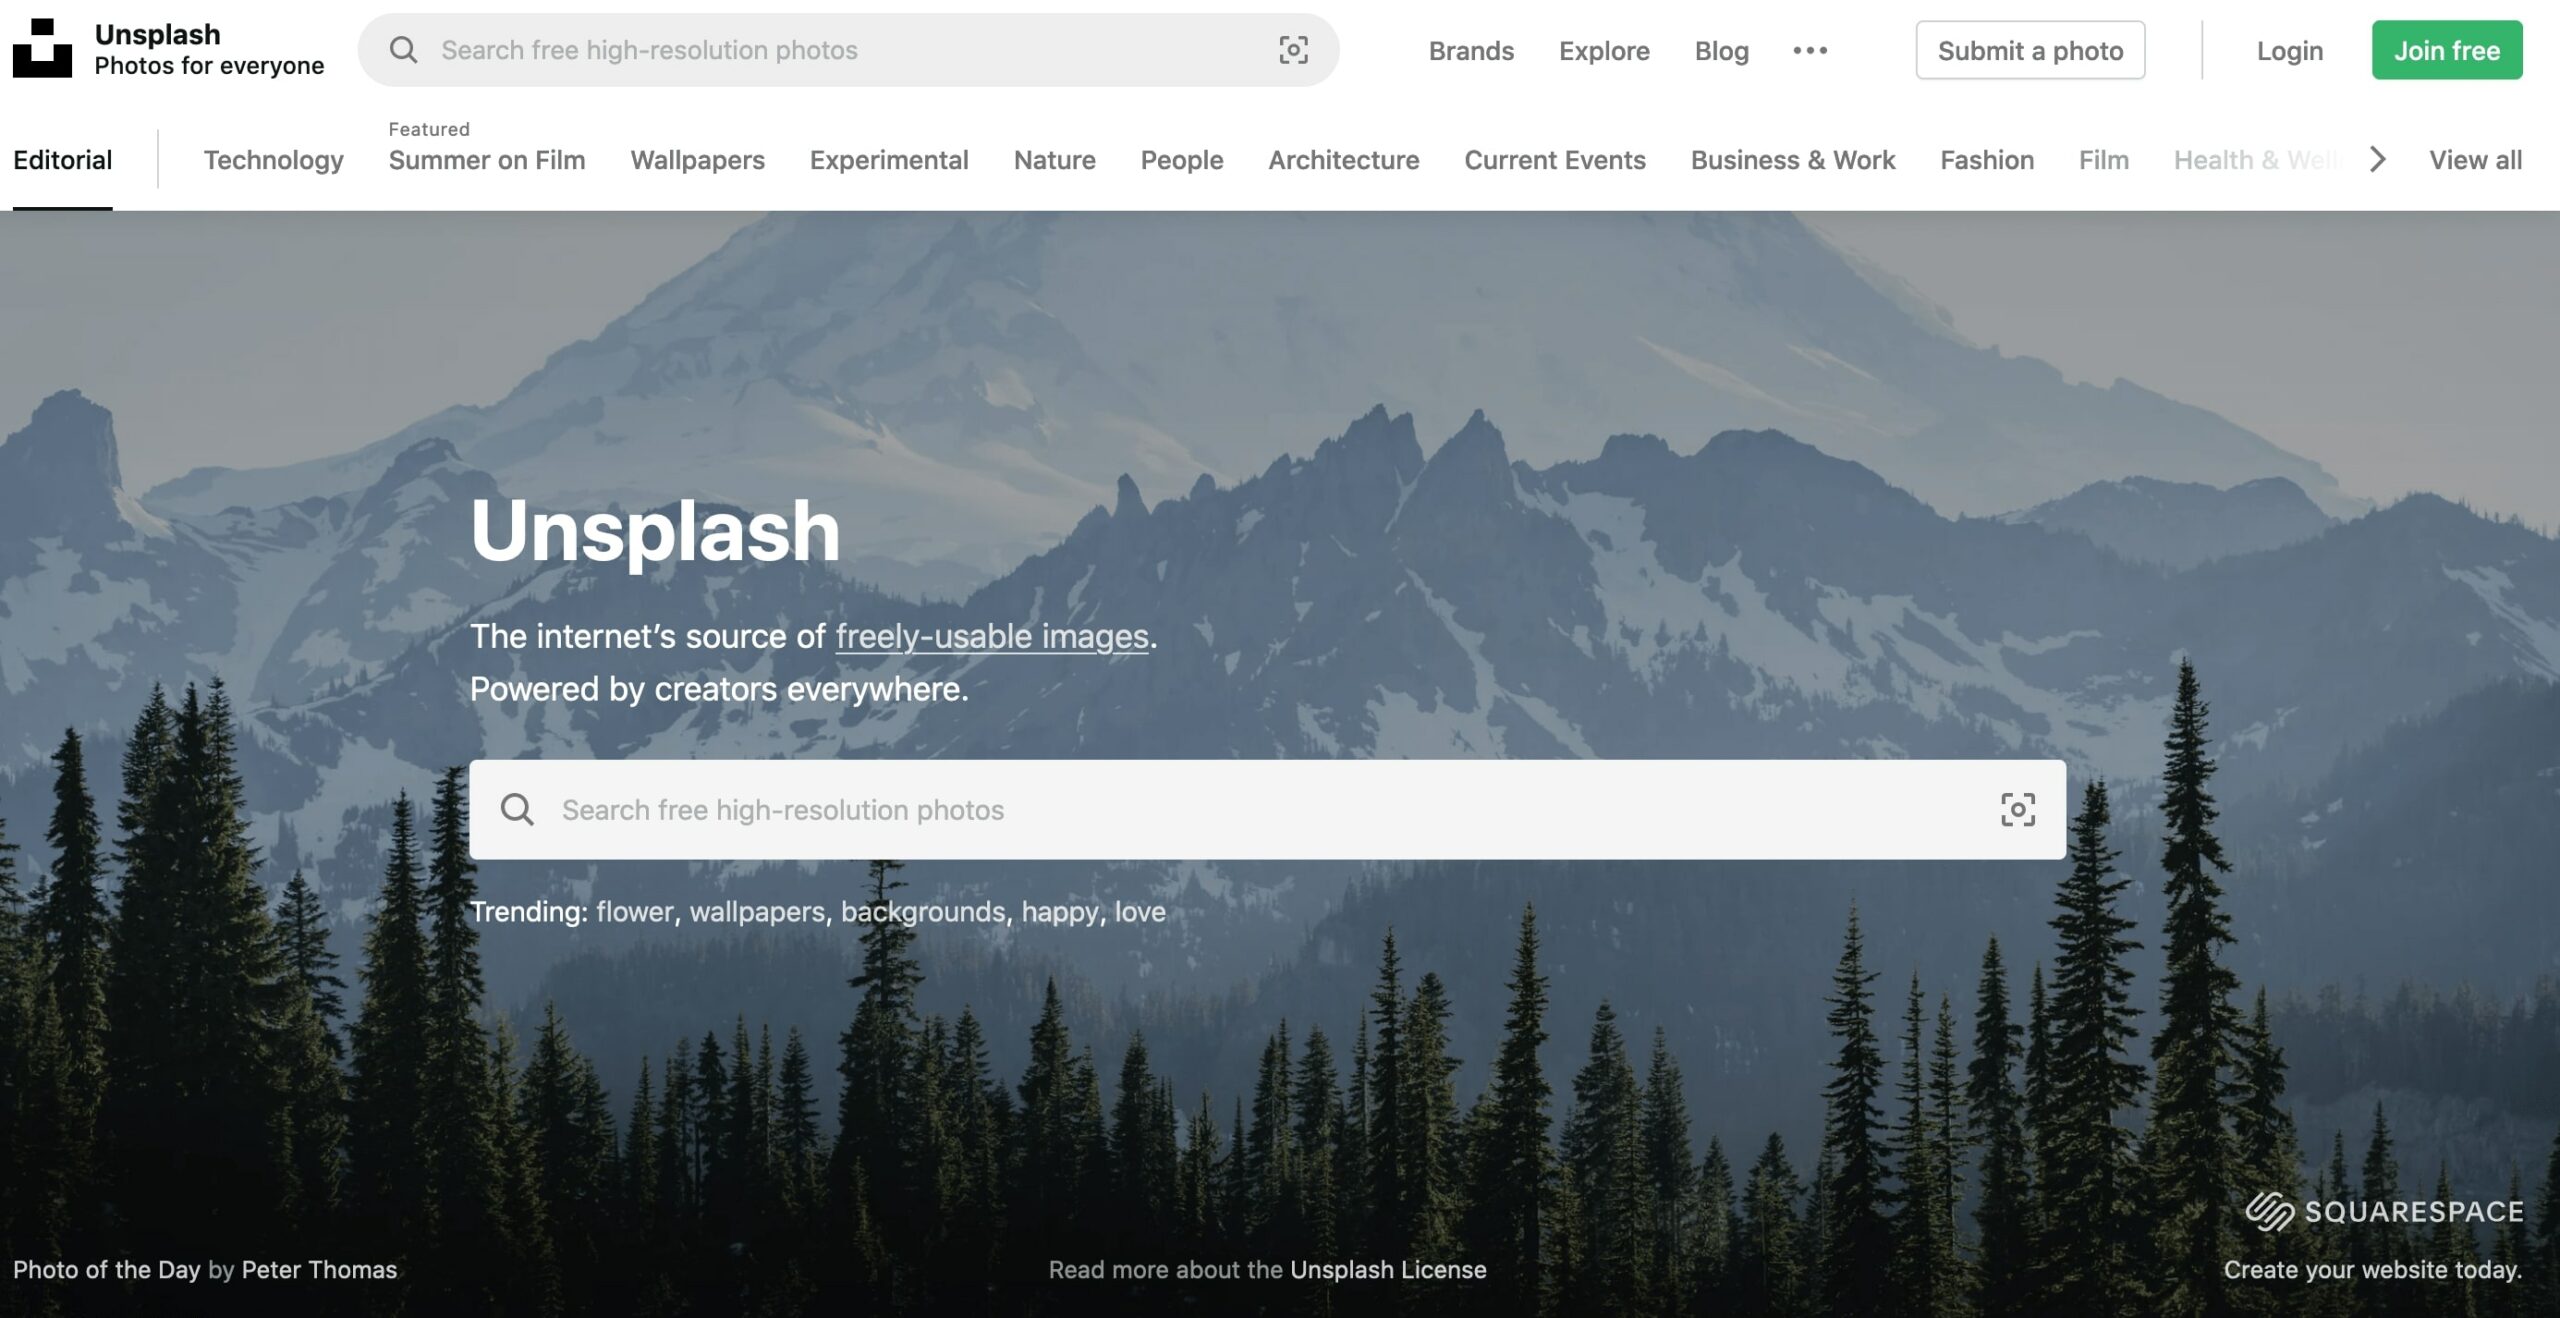 Unsplash
Photos for everyone
Search free high-resolution photos
Brands
Explore
Blog
Submit a photo
Login
Join free
Editorial
Technology
Featured
Summer on Film
Wallpapers
Experimental
Nature
People
Architecture
Current Events
Business & Work
Fashion
Film
Health &
View all
Unsplash
The internet’s source of freely-usable images.
Powered by creators everywhere.
Search free high-resolution photos
Trending: flower, wallpapers, backgrounds, happy, love
SQUARESPACE
Photo of the Day by Peter Thomas
Read more about the Unsplash License
Create your website today.